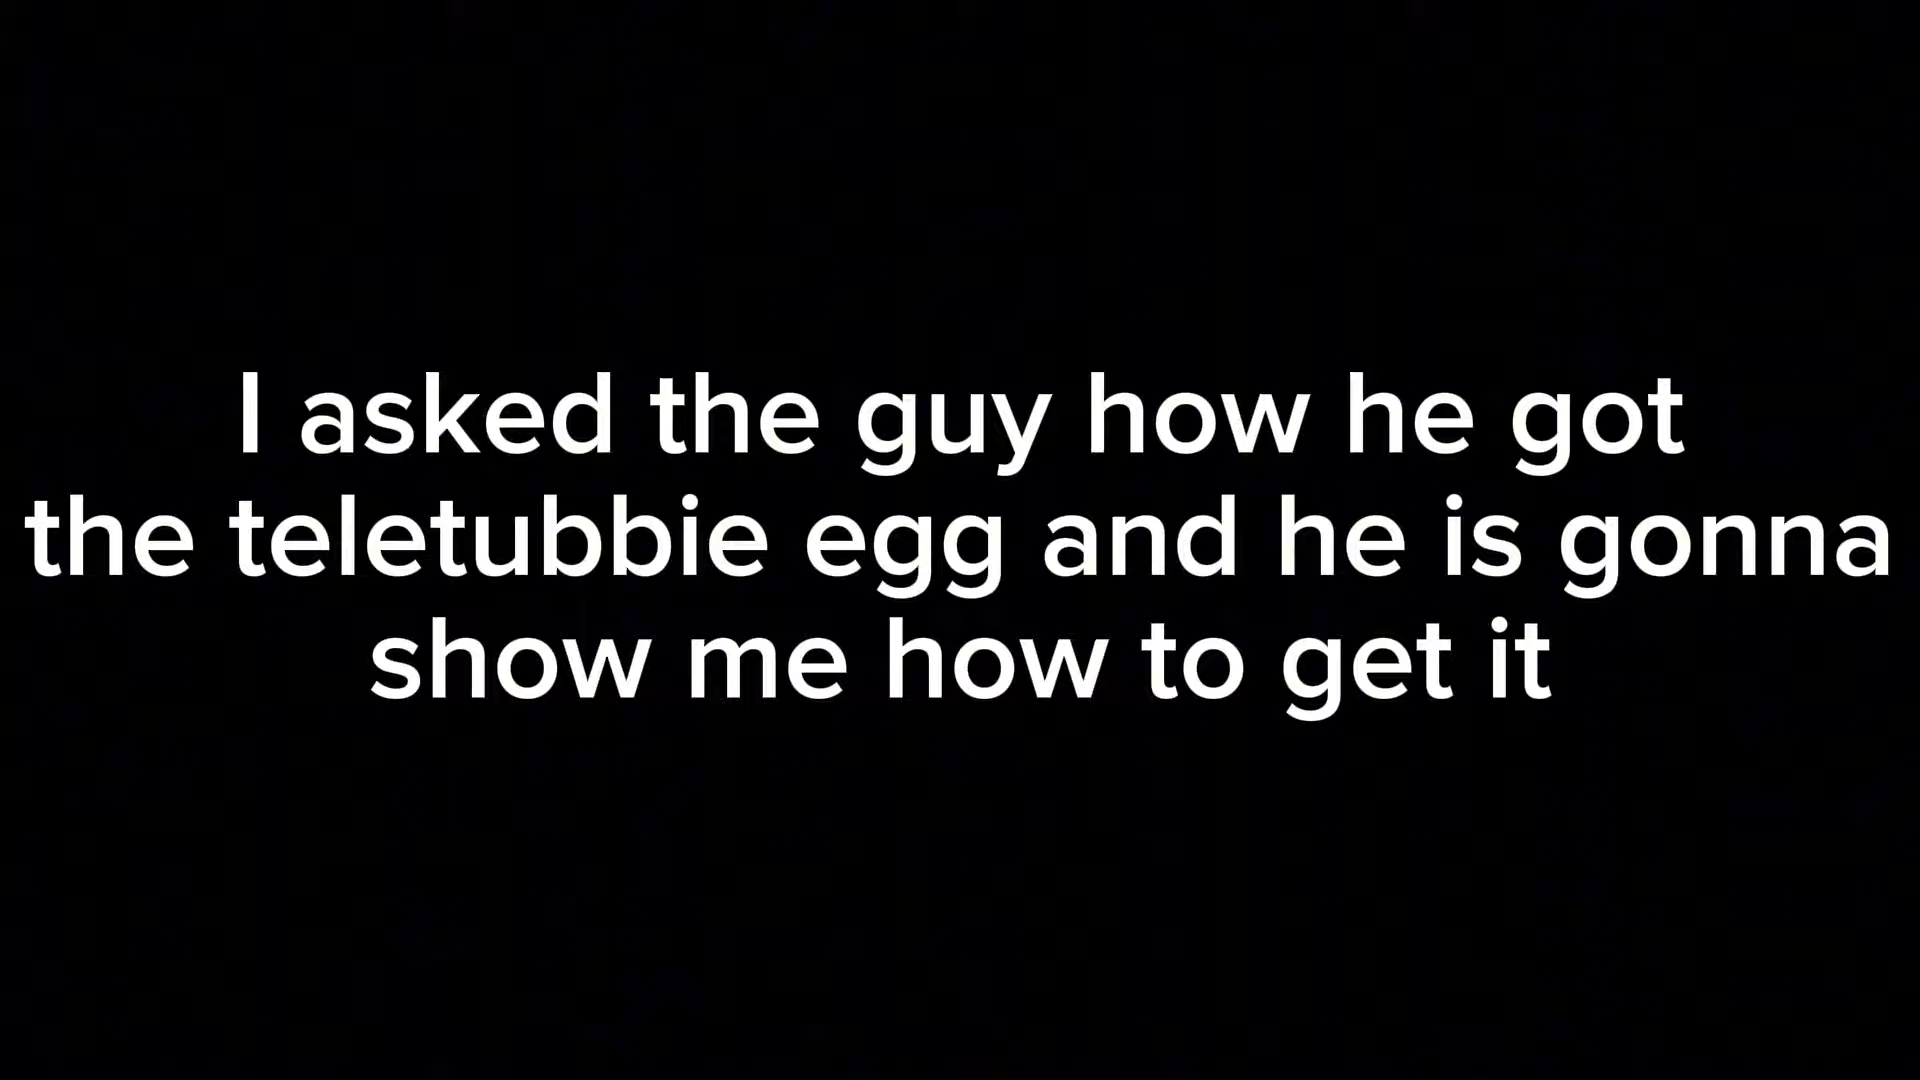 I asked the guy how he got
the teletubbie egg and he is gonna
show me how to get it